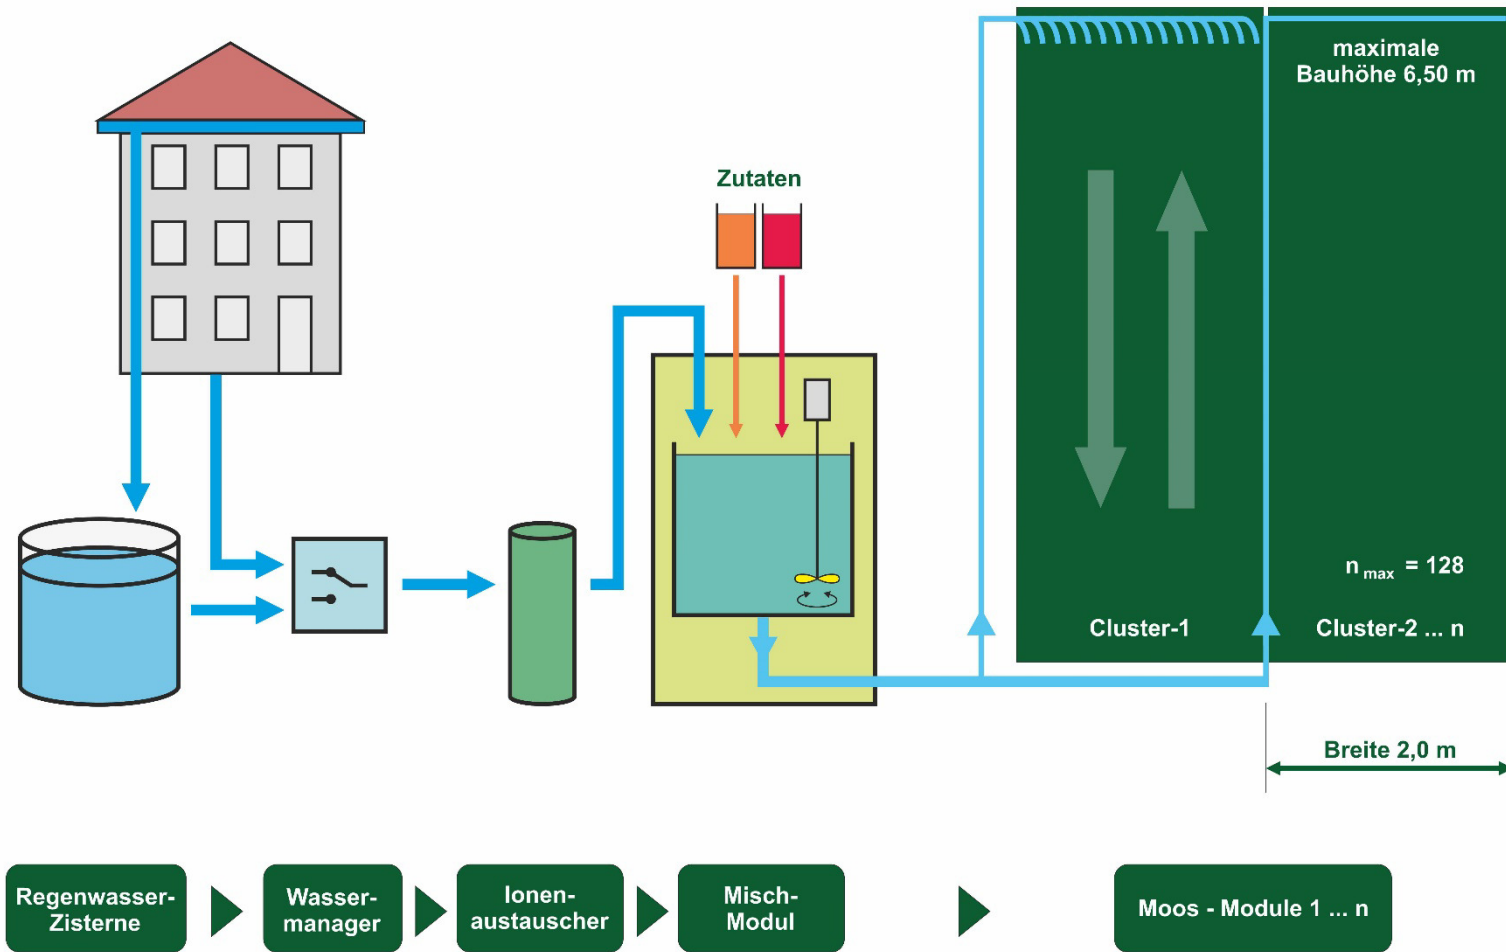 maximale
Bauhöhe 6,50 m
Zutaten
n max = 128
Cluster-1
Cluster-2 ... n
Breite 2,0 m
Regenwasser-
Zisterne
Wasser-
manager
Ionen-
austauscher
Misch-
Modul
Moos - Module 1 ... n